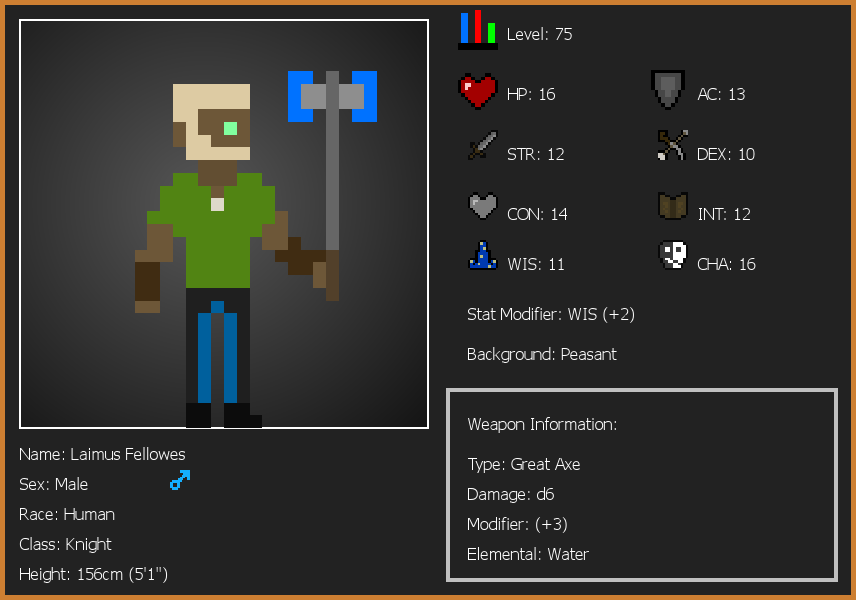 Level: 75
HP: 16
AC: 13
STR: 12
DEX: 10
CON: 14
INT: 12
WIS: 11
CHA: 16
Stat Modifier: WIS (+2)
Background: Peasant
Weapon Information:
Type: Great Axe
Damage: d6
Modifier: (+3)
Elemental: Water
Name: Laimus Fellowes
Sex: Male
Race: Human
Class: Knight
Height: 156cm (5'1")